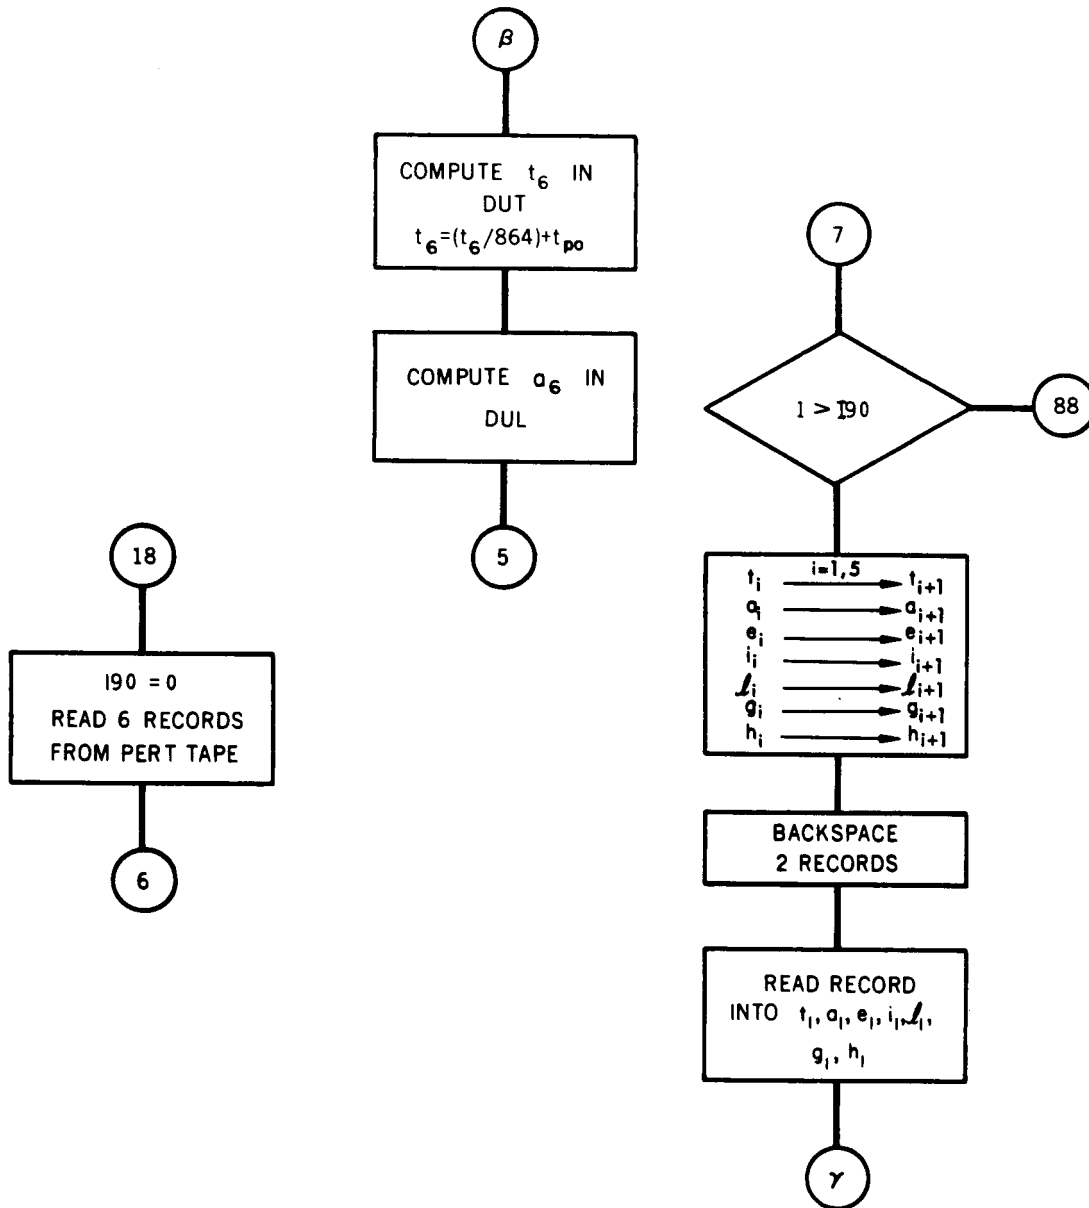 β
COMPUTE t₆ IN
DUT
t₆=(t₆/864)+tₚₒ
COMPUTE a₆ IN
DUL
5
18
190 = 0
READ 6 RECORDS
FROM PERT TAPE
6
7
1 > I90
88
i=1,5
tᵢ → tᵢ₊₁
aᵢ → aᵢ₊₁
eᵢ → eᵢ₊₁
iᵢ → iᵢ₊₁
ℓᵢ → ℓᵢ₊₁
gᵢ → gᵢ₊₁
hᵢ → hᵢ₊₁
BACKSPACE
2 RECORDS
READ RECORD
INTO t₁, a₁, e₁, i₁, ℓ₁,
g₁, h₁
γ